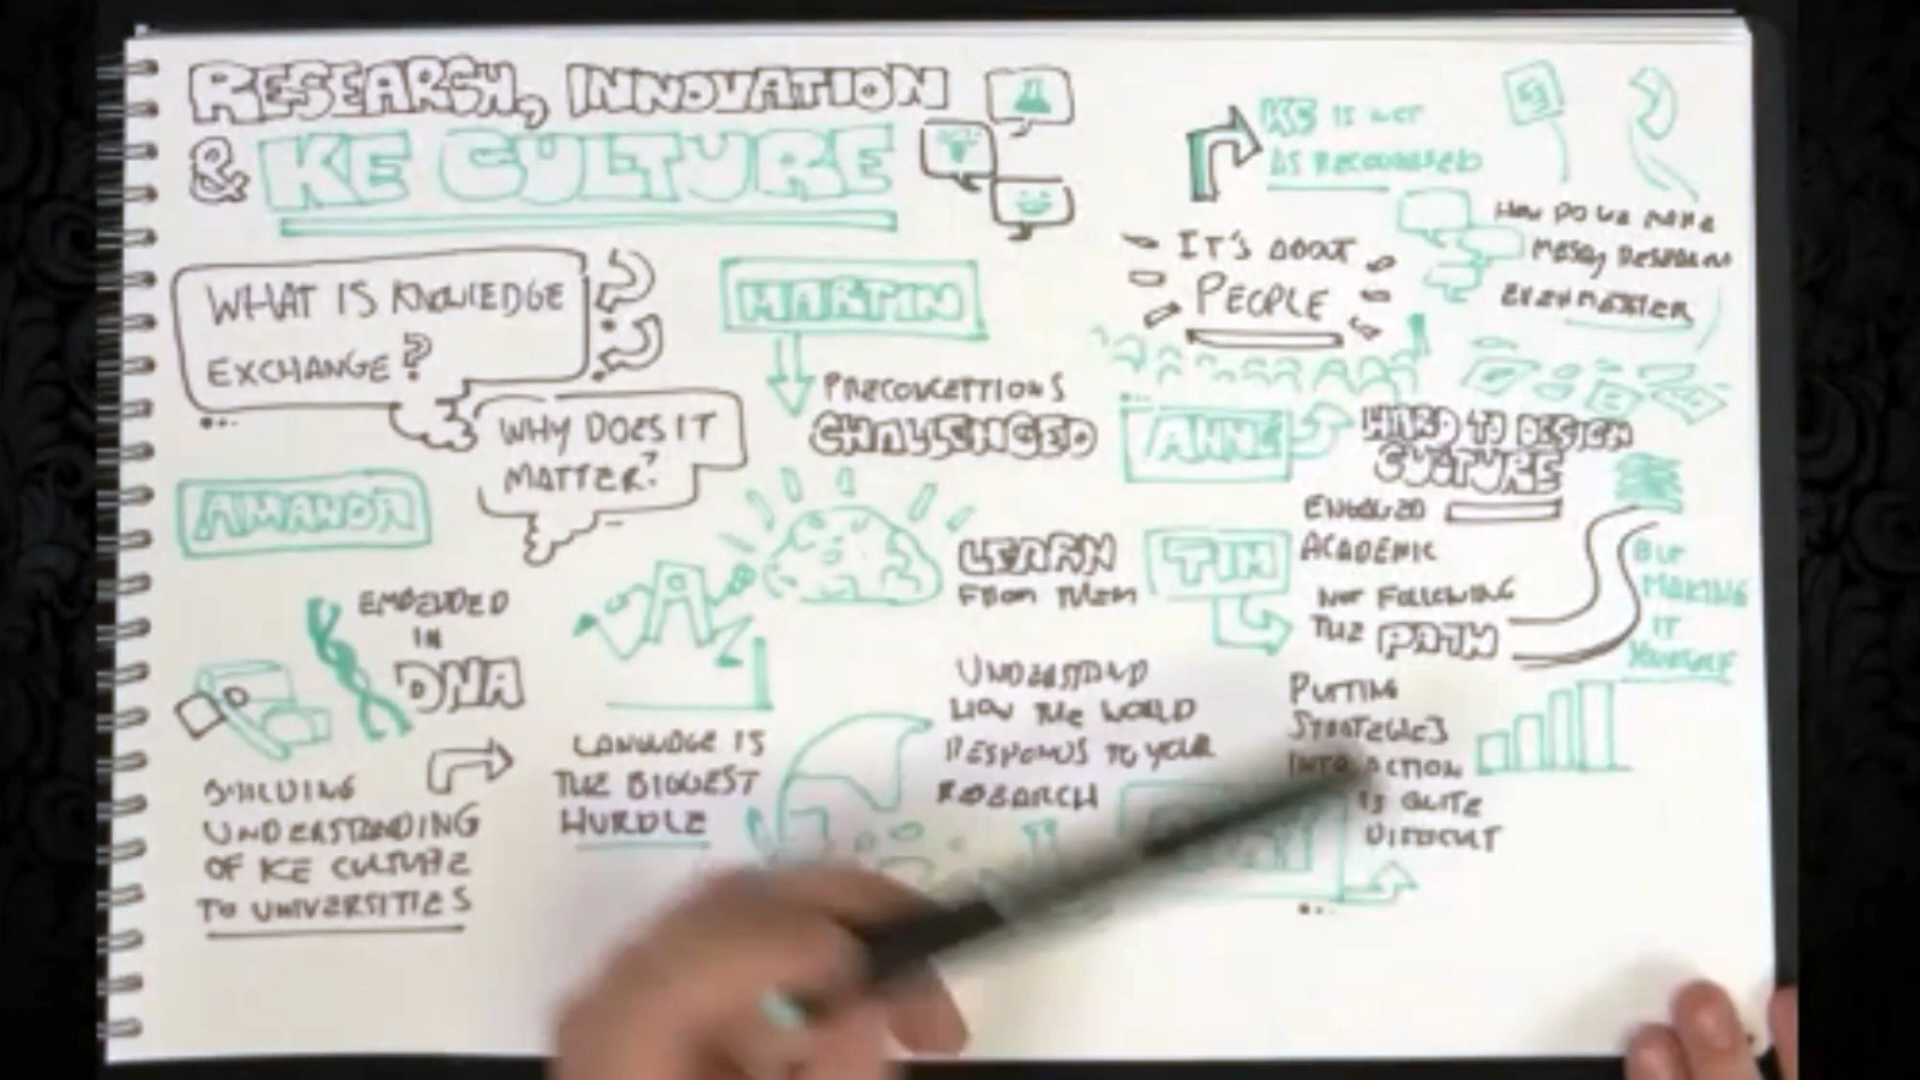 RESEARCH, INNOVATION
& KE CULTURE
WHAT IS KNOWLEDGE
EXCHANGE?
WHY DOES IT
MATTER?
AMANDA
EMBEDDED
IN
DNA
BUILDING
UNDERSTANDING
OF KE CULTURE
TO UNIVERSITIES
LANGUAGE IS
THE BIGGEST
HURDLE
MARTIN
PRECONCEPTIONS
CHALLENGED
LEARN
FROM THEM
UNDERSTAND
HOW THE WORLD
RESPONDS TO YOUR
RESEARCH
KE IS NOT
AS RECOGNISED
IT'S ABOUT
PEOPLE
HOW DO WE MAKE
MESSY RESEARCH
EVEN MESSIER
ANNE
HARD TO DESIGN
CULTURE
TIM
ENGAGED
ACADEMIC
NOT FOLLOWING
THE PATH
BUT
MAKING
IT
YOURSELF
PUTTING
STRATEGIES
INTO ACTION
IS QUITE
DIFFICULT